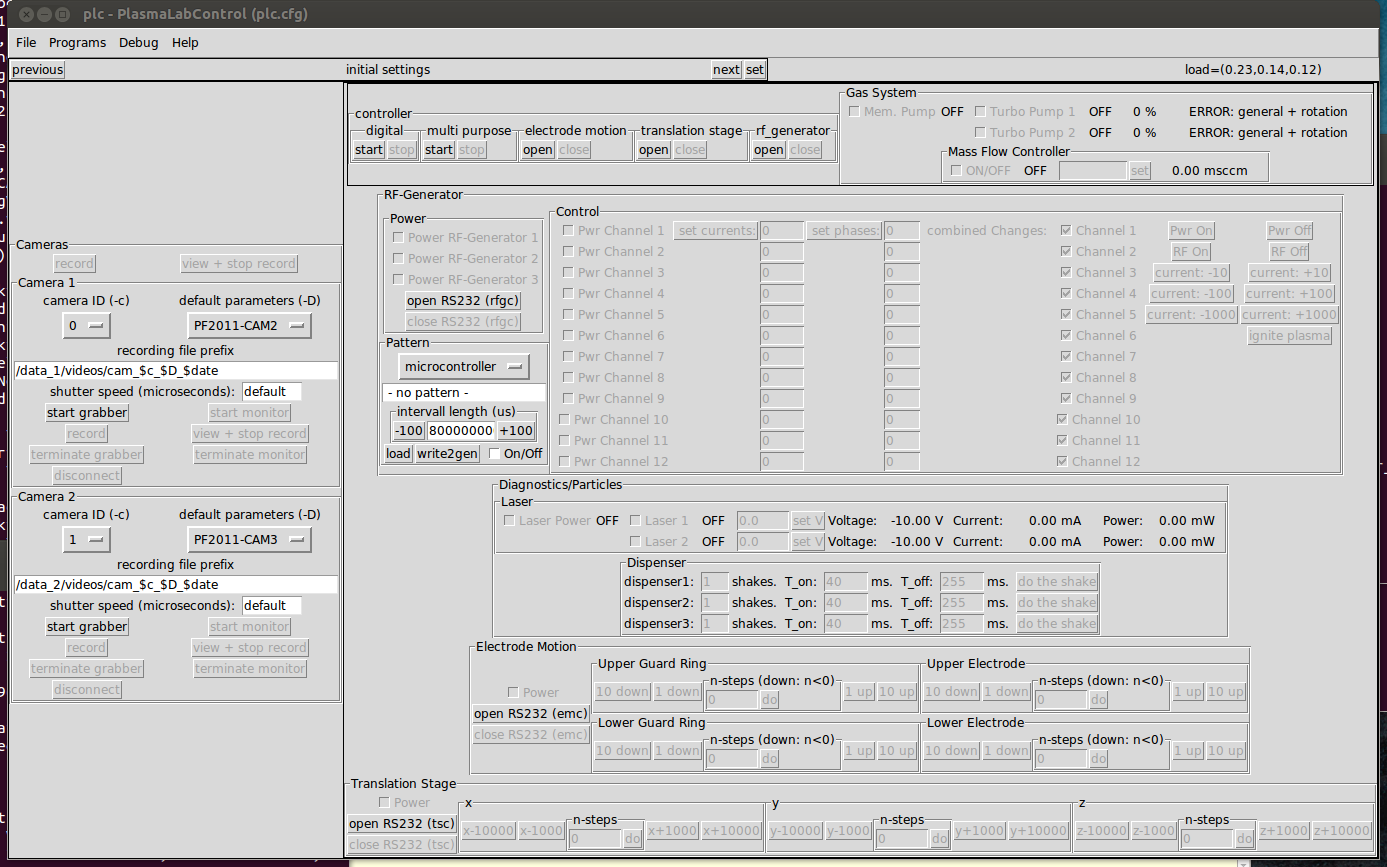 plc - PlasmaLabControl (plc.cfg)
File Programs Debug Help
previous initial settings next set load=(0.23,0.14,0.12)
Cameras
record view + stop record
Camera 1
camera ID (-c) default parameters (-D)
0 PF2011-CAM2
recording file prefix
/data_1/videos/cam_$c_$D_$date
shutter speed (microseconds): default
start grabber start monitor
record view + stop record
terminate grabber terminate monitor
disconnect
Camera 2
camera ID (-c) default parameters (-D)
1 PF2011-CAM3
recording file prefix
/data_2/videos/cam_$c_$D_$date
shutter speed (microseconds): default
start grabber start monitor
record view + stop record
terminate grabber terminate monitor
disconnect
controller
digital multi purpose electrode motion translation stage rf_generator
start stop start stop open close open close open close
Gas System
Mem. Pump OFF Turbo Pump 1 OFF 0 % ERROR: general + rotation
Turbo Pump 2 OFF 0 % ERROR: general + rotation
Mass Flow Controller
ON/OFF OFF set 0.00 msccm
RF-Generator
Power
Power RF-Generator 1
Power RF-Generator 2
Power RF-Generator 3
open RS232 (rfgc)
close RS232 (rfgc)
Pattern
microcontroller
- no pattern -
intervall length (us)
-100 80000000 +100
load write2gen On/Off
Control
Pwr Channel 1 set currents: 0 set phases: 0 combined Changes: Channel 1 Pwr On Pwr Off
Pwr Channel 2 0 0 Channel 2 RF On RF Off
Pwr Channel 3 0 0 Channel 3 current: -10 current: +10
Pwr Channel 4 0 0 Channel 4 current: -100 current: +100
Pwr Channel 5 0 0 Channel 5 current: -1000 current: +1000
Pwr Channel 6 0 0 Channel 6 ignite plasma
Pwr Channel 7 0 0 Channel 7
Pwr Channel 8 0 0 Channel 8
Pwr Channel 9 0 0 Channel 9
Pwr Channel 10 0 0 Channel 10
Pwr Channel 11 0 0 Channel 11
Pwr Channel 12 0 0 Channel 12
Diagnostics/Particles
Laser
Laser Power OFF Laser 1 OFF 0.0 set V Voltage: -10.00 V Current: 0.00 mA Power: 0.00 mW
Laser 2 OFF 0.0 set V Voltage: -10.00 V Current: 0.00 mA Power: 0.00 mW
Dispenser
dispenser1: 1 shakes. T_on: 40 ms. T_off: 255 ms. do the shake
dispenser2: 1 shakes. T_on: 40 ms. T_off: 255 ms. do the shake
dispenser3: 1 shakes. T_on: 40 ms. T_off: 255 ms. do the shake
Electrode Motion
Power
open RS232 (emc)
close RS232 (emc)
Upper Guard Ring
n-steps (down: n<0)
10 down 1 down 0 do 1 up 10 up
Upper Electrode
n-steps (down: n<0)
10 down 1 down 0 do 1 up 10 up
Lower Guard Ring
n-steps (down: n<0)
10 down 1 down 0 do 1 up 10 up
Lower Electrode
n-steps (down: n<0)
10 down 1 down 0 do 1 up 10 up
Translation Stage
Power
open RS232 (tsc)
close RS232 (tsc)
x
n-steps
x-10000 x-1000 0 do x+1000 x+10000
y
n-steps
y-10000 y-1000 0 do y+1000 y+10000
z
n-steps
z-10000 z-1000 0 do z+1000 z+10000